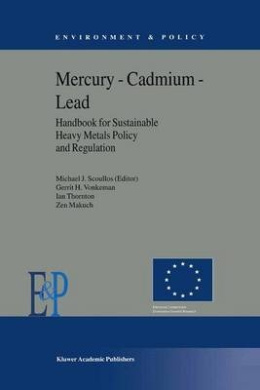 ENVIRONMENT & POLICY
Mercury - Cadmium -
Lead
Handbook for Sustainable
Heavy Metals Policy
and Regulation
Michael J. Scoullos (Editor)
Gerrit H. Vonkeman
Iain Thornton
Zen Makuch
E&P
Kluwer Academic Publishers